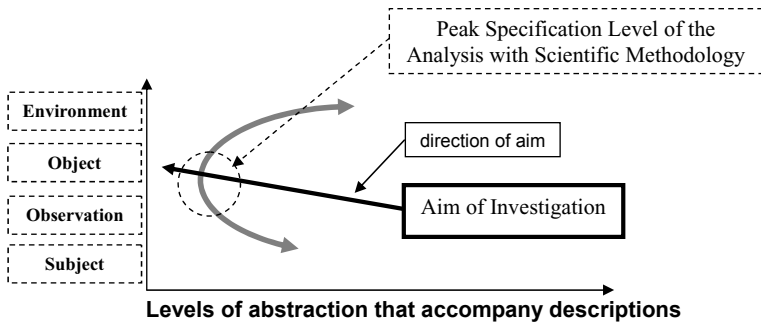 Peak Specification Level of the
Analysis with Scientific Methodology
Environment
Object
Observation
Subject
direction of aim
Aim of Investigation
Levels of abstraction that accompany descriptions